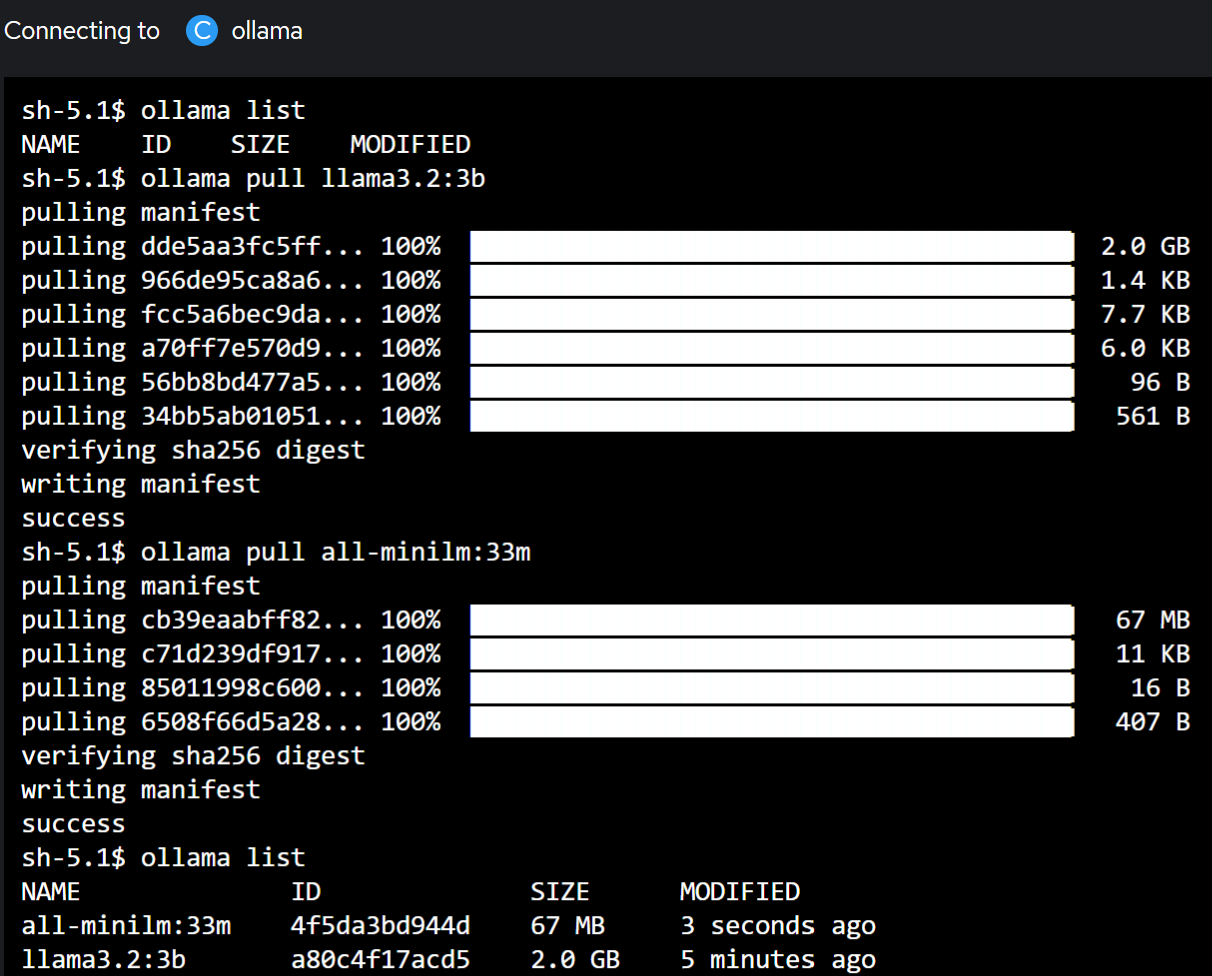 Connecting to C ollama
sh-5.1$ ollama list
NAME    ID    SIZE    MODIFIED
sh-5.1$ ollama pull llama3.2:3b
pulling manifest
pulling dde5aa3fc5ff... 100% 2.0 GB
pulling 966de95ca8a6... 100% 1.4 KB
pulling fcc5a6bec9da... 100% 7.7 KB
pulling a70ff7e570d9... 100% 6.0 KB
pulling 56bb8bd477a5... 100% 96 B
pulling 34bb5ab01051... 100% 561 B
verifying sha256 digest
writing manifest
success
sh-5.1$ ollama pull all-minilm:33m
pulling manifest
pulling cb39eaabff82... 100% 67 MB
pulling c71d239df917... 100% 11 KB
pulling 85011998c600... 100% 16 B
pulling 6508f66d5a28... 100% 407 B
verifying sha256 digest
writing manifest
success
sh-5.1$ ollama list
NAME              ID              SIZE      MODIFIED
all-minilm:33m    4f5da3bd944d    67 MB     3 seconds ago
llama3.2:3b       a80c4f17acd5    2.0 GB    5 minutes ago